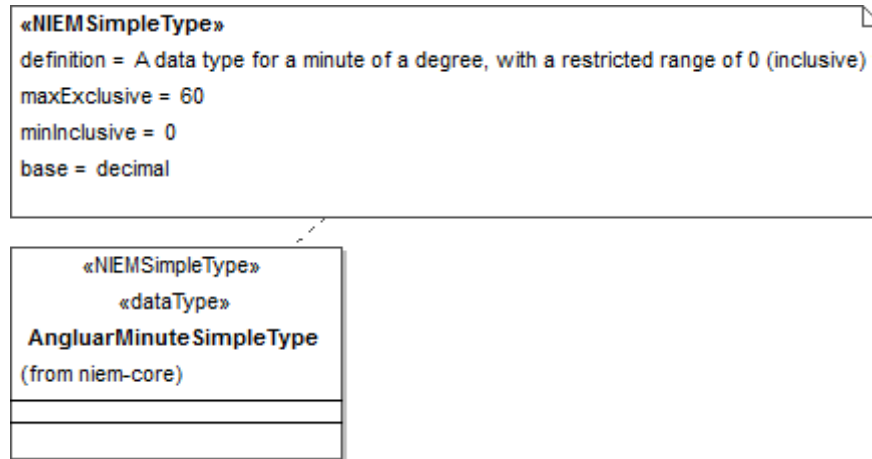 «NIEMSimpleType»
definition = A data type for a minute of a degree, with a restricted range of 0 (inclusive)
maxExclusive = 60
minInclusive = 0
base = decimal
«NIEMSimpleType»
«dataType»
AngluarMinuteSimpleType
(from niem-core)